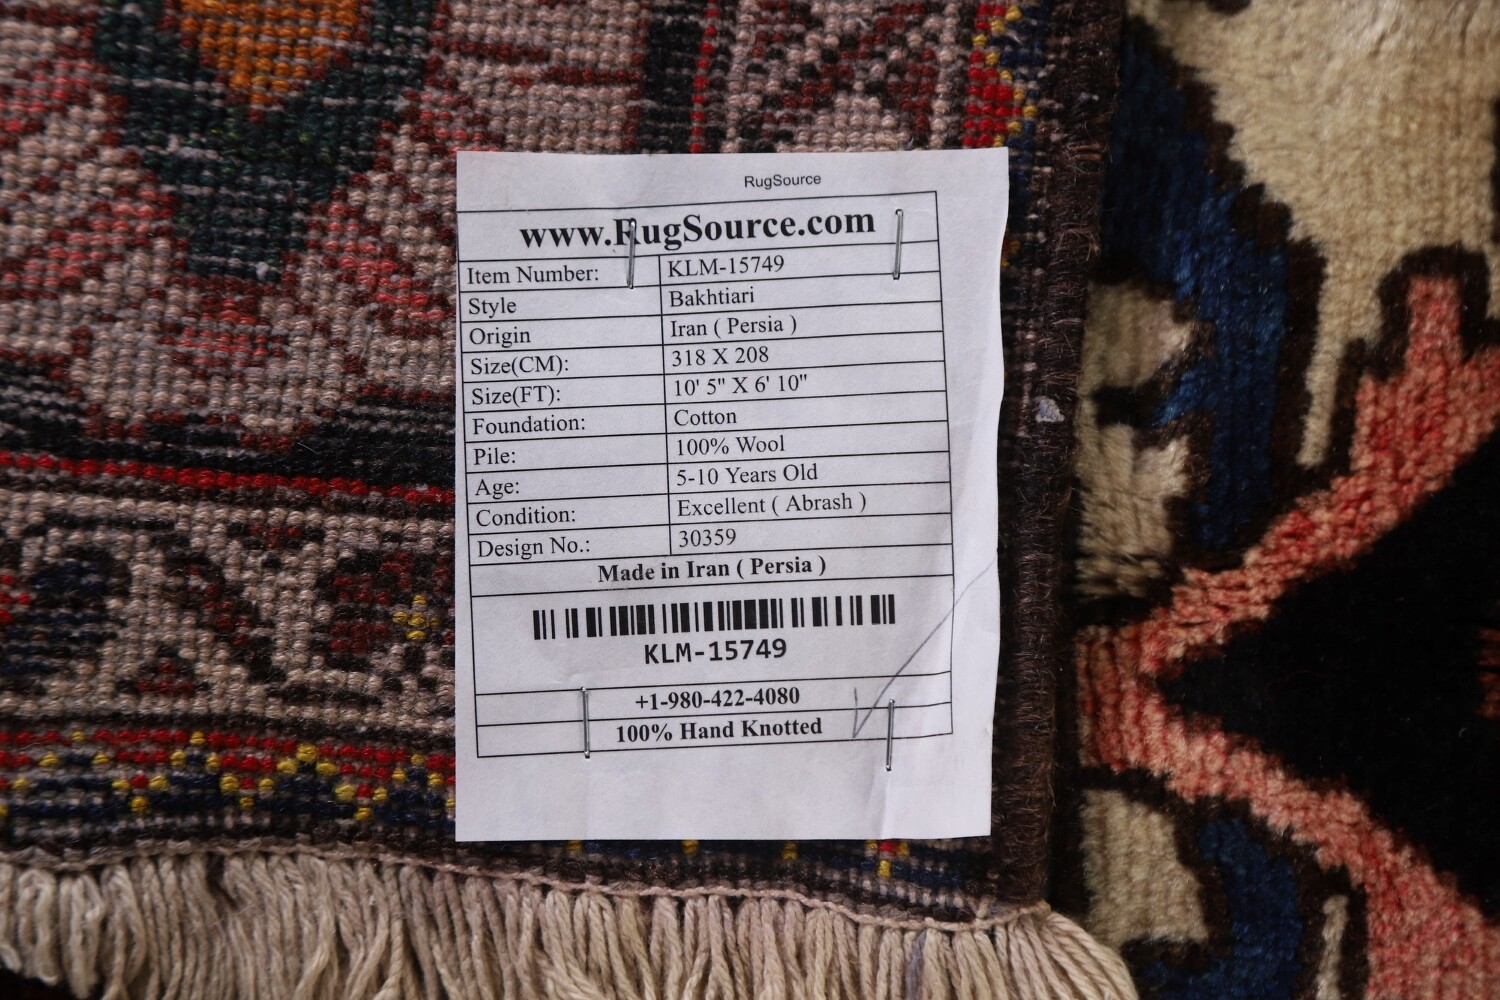 RugSource
www.RugSource.com
Item Number: KLM-15749
Style Bakhtiari
Origin Iran ( Persia )
Size(CM): 318 X 208
Size(FT): 10' 5" X 6' 10"
Foundation: Cotton
Pile: 100% Wool
Age: 5-10 Years Old
Condition: Excellent ( Abrash )
Design No.: 30359
Made in Iran ( Persia )
KLM-15749
+1-980-422-4080
100% Hand Knotted